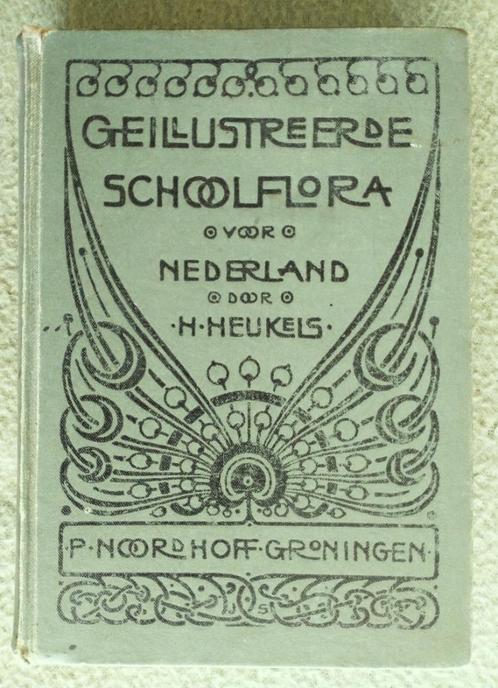 GEILLUSTREERDE
SCHOOLFLORA
VOOR
NEDERLAND
DOOR
·H·HEUKELS·
·P·NOORDHOFF·GRONINGEN·